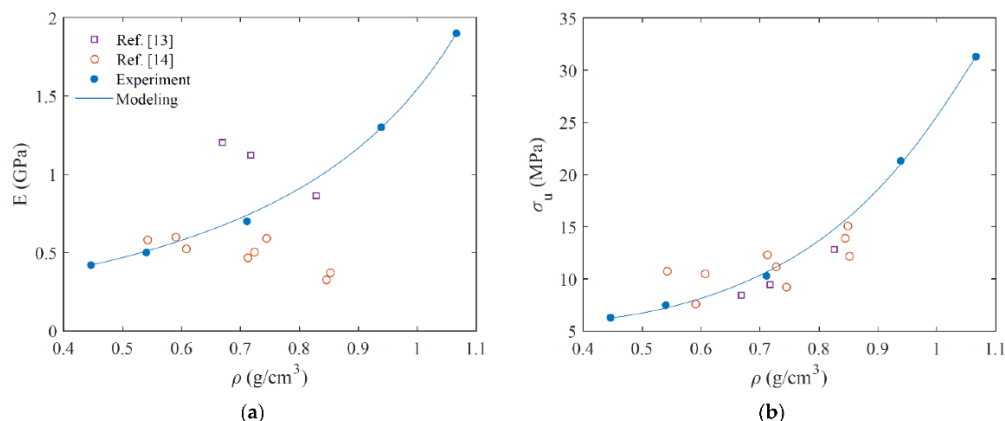 2
1.5
1
0.5
0
E (GPa)
Ref. [13]
Ref. [14]
Experiment
Modeling
0.4 0.5 0.6 0.7 0.8 0.9 1 1.1
ρ (g/cm³)
(a)
35
30
25
20
15
10
5
σᵤ (MPa)
0.4 0.5 0.6 0.7 0.8 0.9 1 1.1
ρ (g/cm³)
(b)